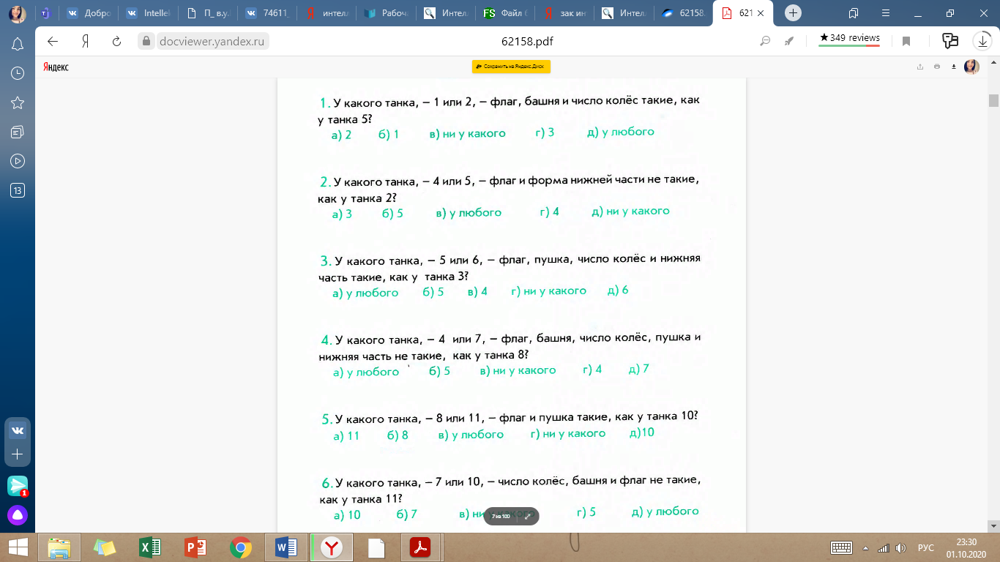 Добро
Intellek
П_ в.у.
74611_
интелл
Рабоча
Интел
Файл б
зак инт
Интел
62158.
621
docviewer.yandex.ru
62158.pdf
★349 reviews
Яндекс
Сохранить на Яндекс.Диск
1. У какого танка, – 1 или 2, – флаг, башня и число колёс такие, как
у танка 5?
а) 2 б) 1 в) ни у какого г) 3 д) у любого
2. У какого танка, – 4 или 5, – флаг и форма нижней части не такие,
как у танка 2?
а) 3 б) 5 в) у любого г) 4 д) ни у какого
3. У какого танка, – 5 или 6, – флаг, пушка, число колёс и нижняя
часть такие, как у танка 3?
а) у любого б) 5 в) 4 г) ни у какого д) 6
4. У какого танка, – 4 или 7, – флаг, башня, число колёс, пушка и
нижняя часть не такие, как у танка 8?
а) у любого б) 5 в) ни у какого г) 4 д) 7
5. У какого танка, – 8 или 11, – флаг и пушка такие, как у танка 10?
а) 11 б) 8 в) у любого г) ни у какого д)10
6. У какого танка, – 7 или 10, – число колёс, башня и флаг не такие,
как у танка 11?
а) 10 б) 7 в) ни у какого г) 5 д) у любого
7 из 100
13
1
РУС
23:30
01.10.2020